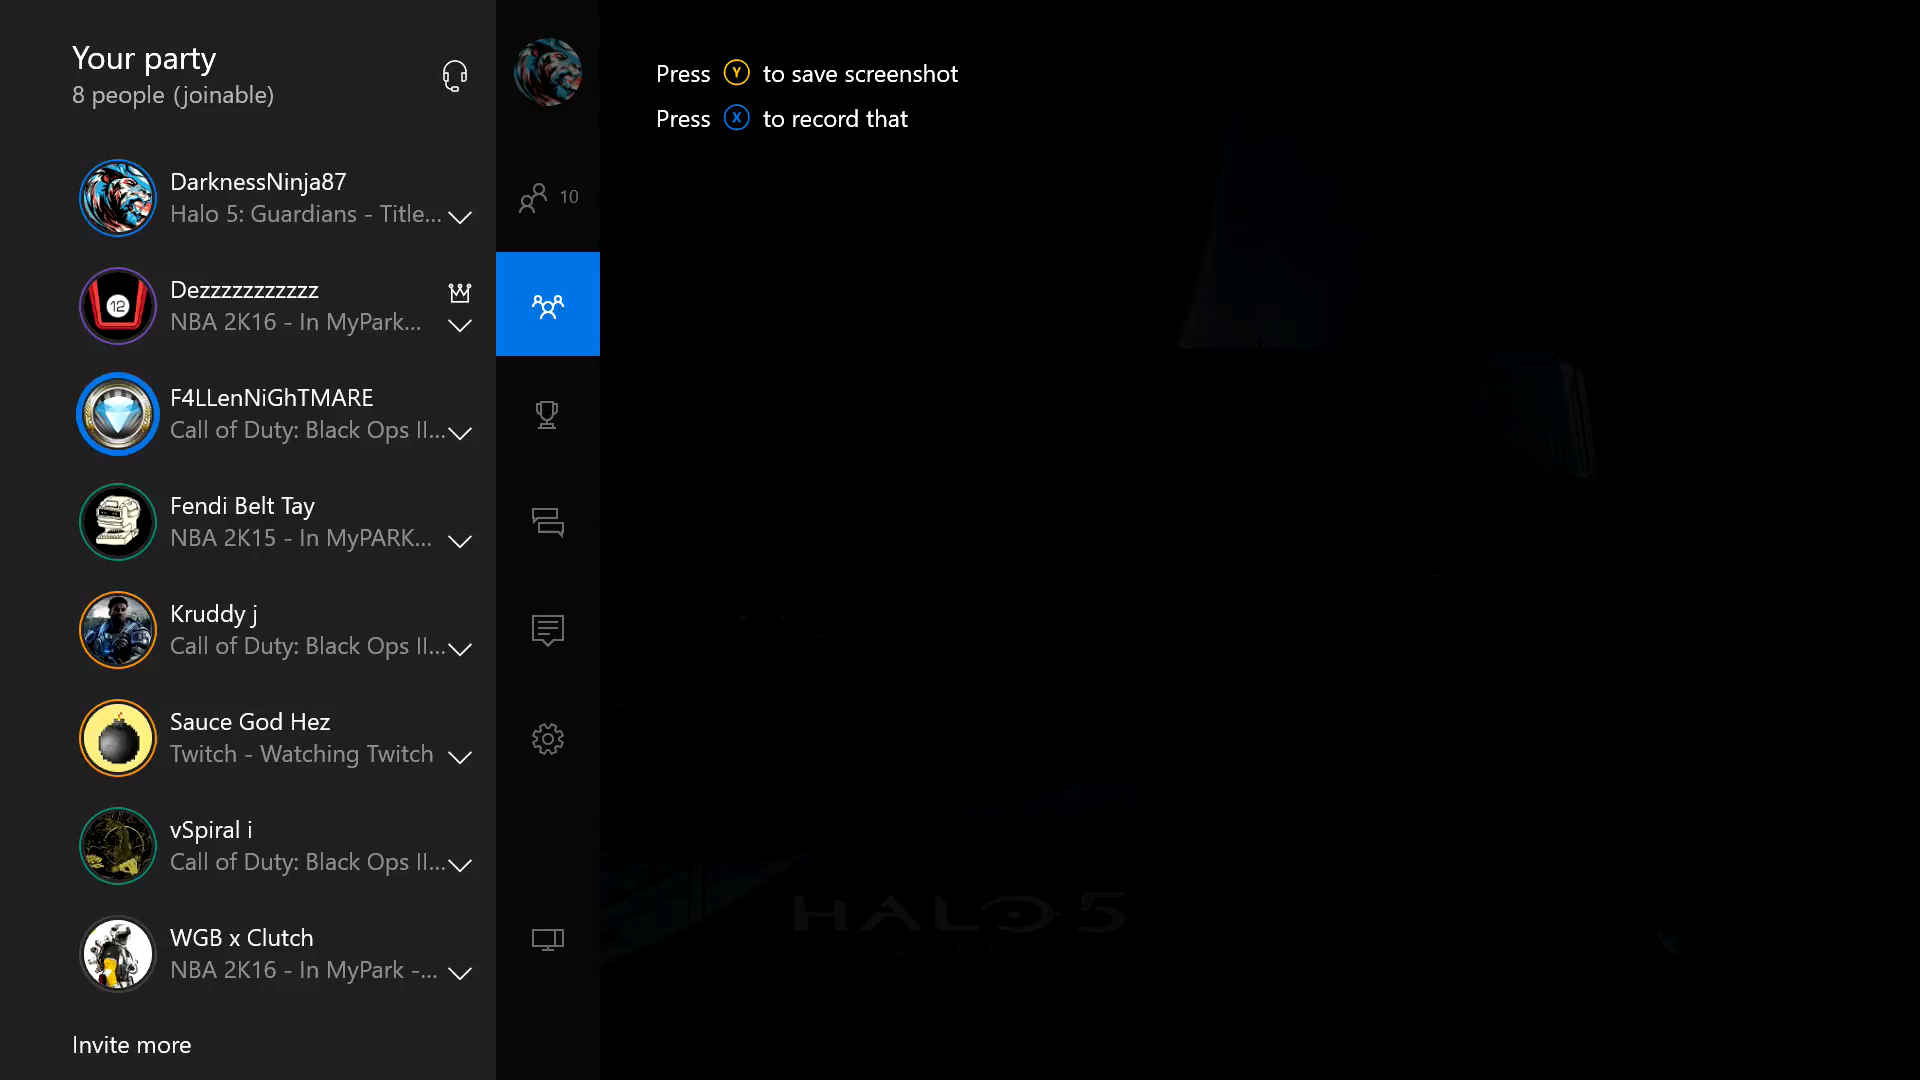 Your party
8 people (joinable)
DarknessNinja87
Halo 5: Guardians - Title...
Dezzzzzzzzzzz
NBA 2K16 - In MyPark...
12
F4LLenNiGhTMARE
Call of Duty: Black Ops II...
Fendi Belt Tay
NBA 2K15 - In MyPARK...
Kruddy j
Call of Duty: Black Ops II...
Sauce God Hez
Twitch - Watching Twitch
vSpiral i
Call of Duty: Black Ops II...
WGB x Clutch
NBA 2K16 - In MyPark -...
Invite more
10
Press Y to save screenshot
Press X to record that
HALO 5